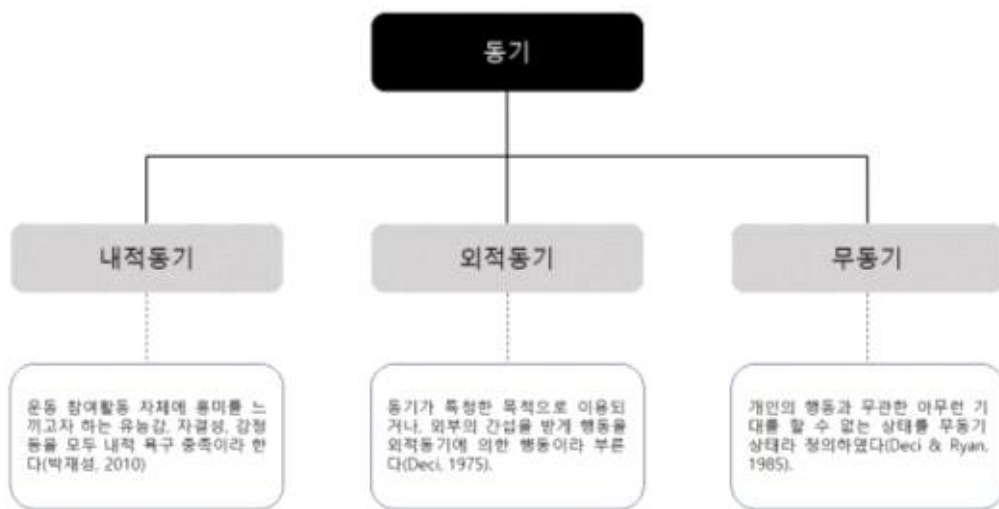 동기
내적동기
외적동기
무동기
운동 참여활동 자체에 흥미를 느
끼고자 하는 유능감, 자결성, 감정
등을 모두 내적 욕구 충족이라 한
다(박재성, 2010)
동기가 특정한 목적으로 이용되
거나, 외부의 간섭을 받게 행동을
외적동기에 의한 행동이라 부른
다(Deci, 1975).
개인의 행동과 무관한 아무런 기
대를 할 수 없는 상태를 무동기
상태라 정의하였다(Deci & Ryan,
1985).